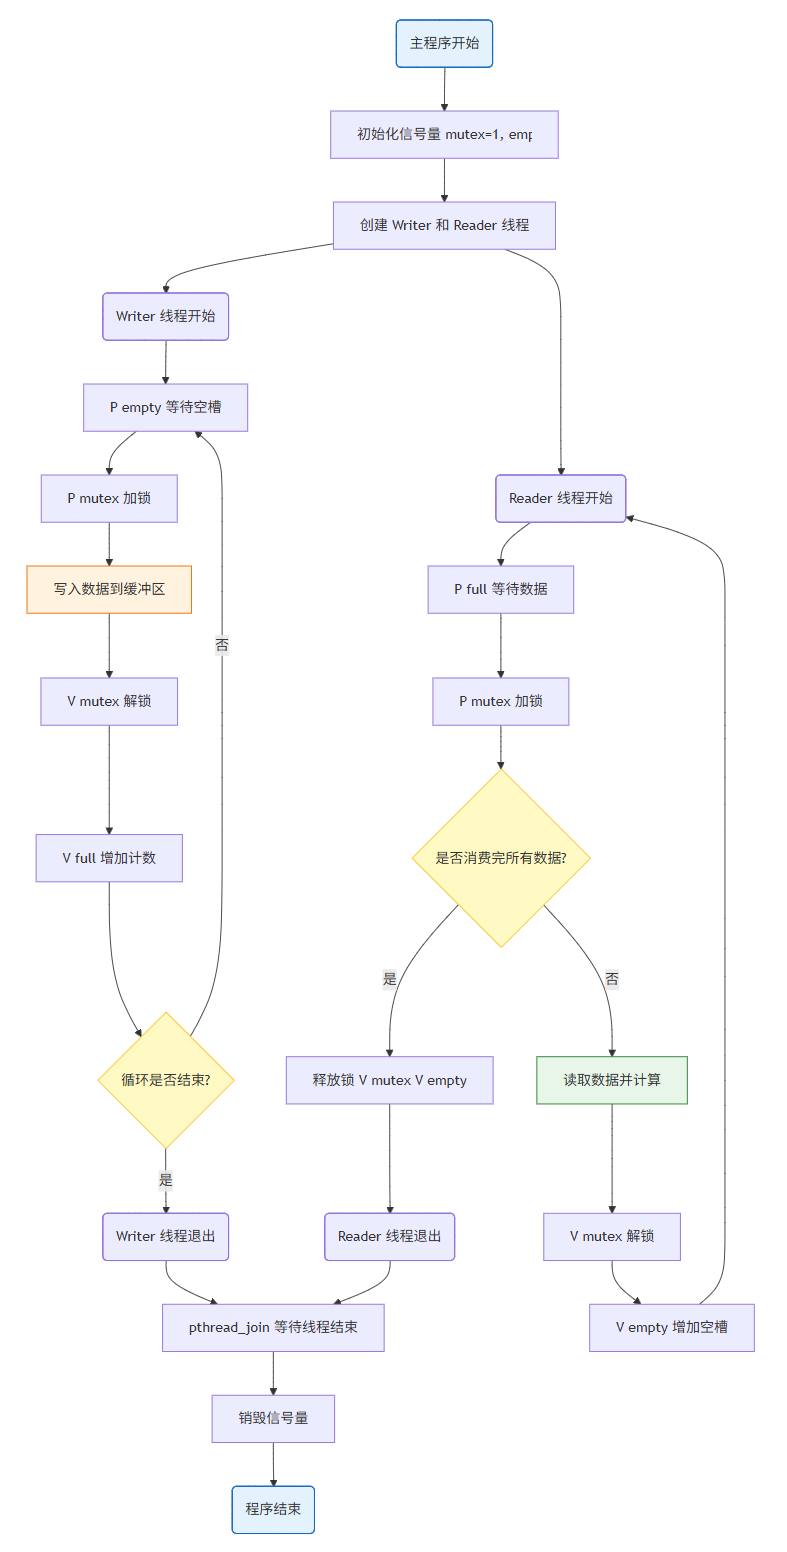 主程序开始
初始化信号量 mutex=1, emp
创建 Writer 和 Reader 线程
Writer 线程开始
P empty 等待空槽
P mutex 加锁
Reader 线程开始
写入数据到缓冲区
P full 等待数据
否
V mutex 解锁
P mutex 加锁
V full 增加计数
是否消费完所有数据?
是
否
循环是否结束?
释放锁 V mutex V empty
读取数据并计算
是
Writer 线程退出
Reader 线程退出
V mutex 解锁
pthread_join 等待线程结束
V empty 增加空槽
销毁信号量
程序结束